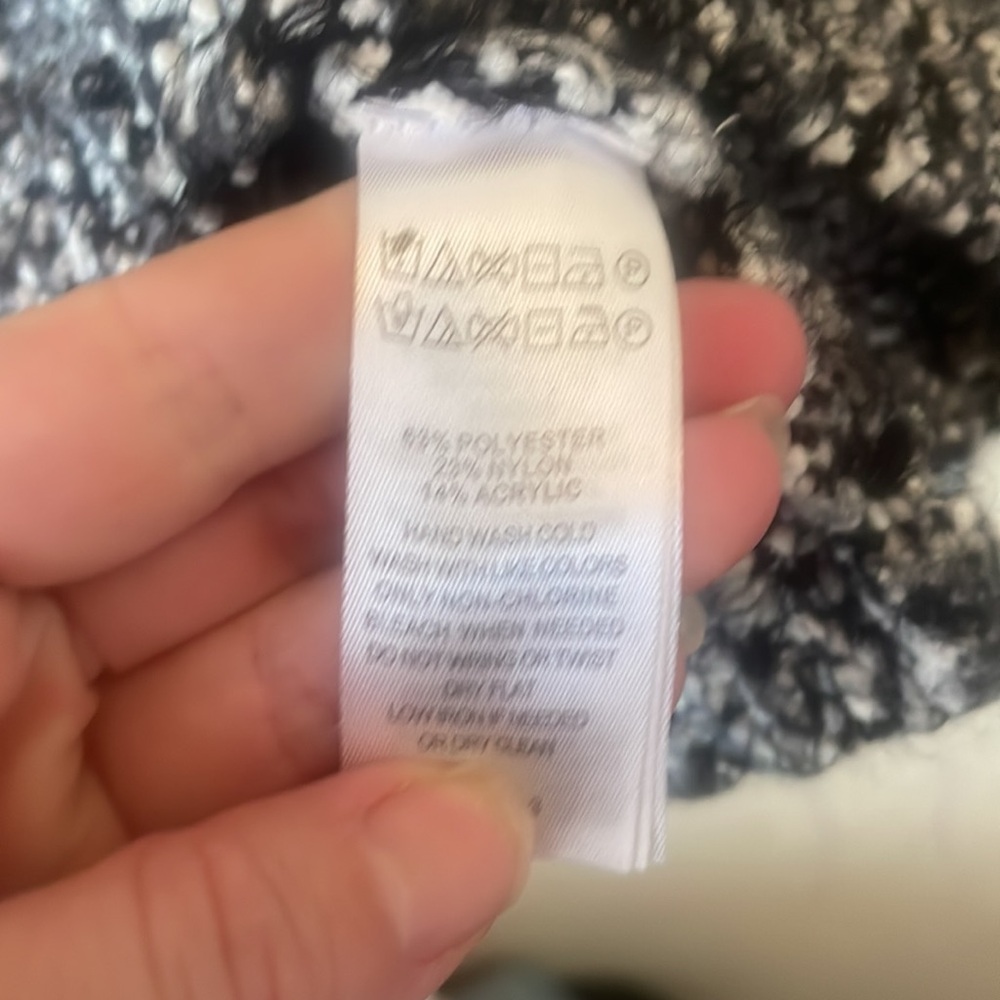 63% POLYESTER
23% NYLON
14% ACRYLIC
HAND WASH COLD
WASH WITH LIKE COLORS
ONLY NON-CHLORINE
BLEACH WHEN NEEDED
DO NOT WRING OR TWIST
DRY FLAT
LOW IRON IF NEEDED
OR DRY CLEAN